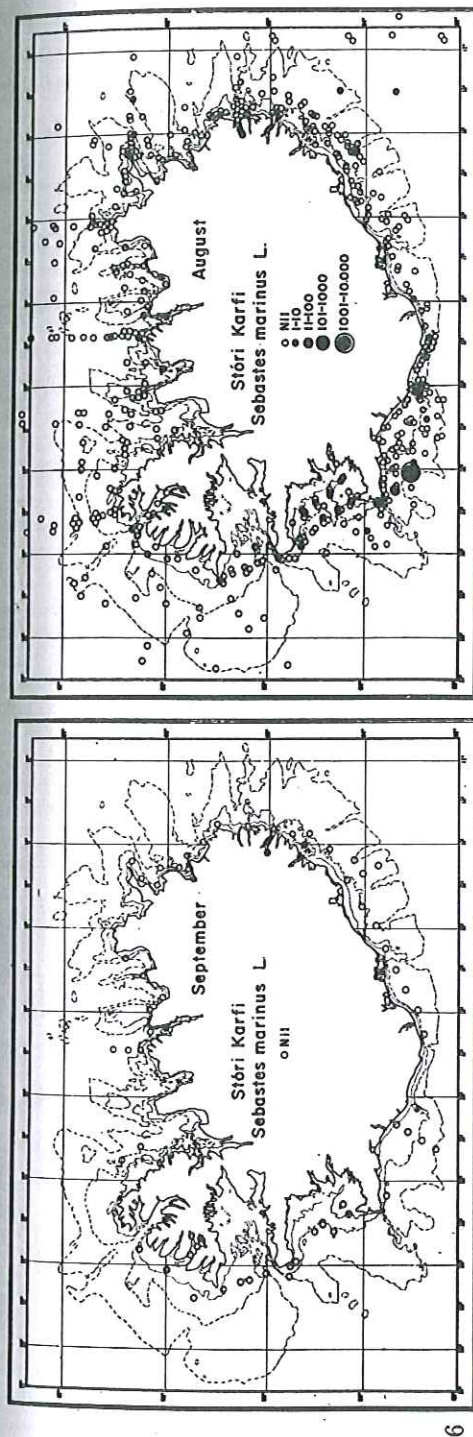 August
Stóri Karfi
Sebastes marinus L.
○ Nil
1–10
11–100
101–1000
1001–10.000
September
Stóri Karfi
Sebastes marinus L.
○ Nil
9